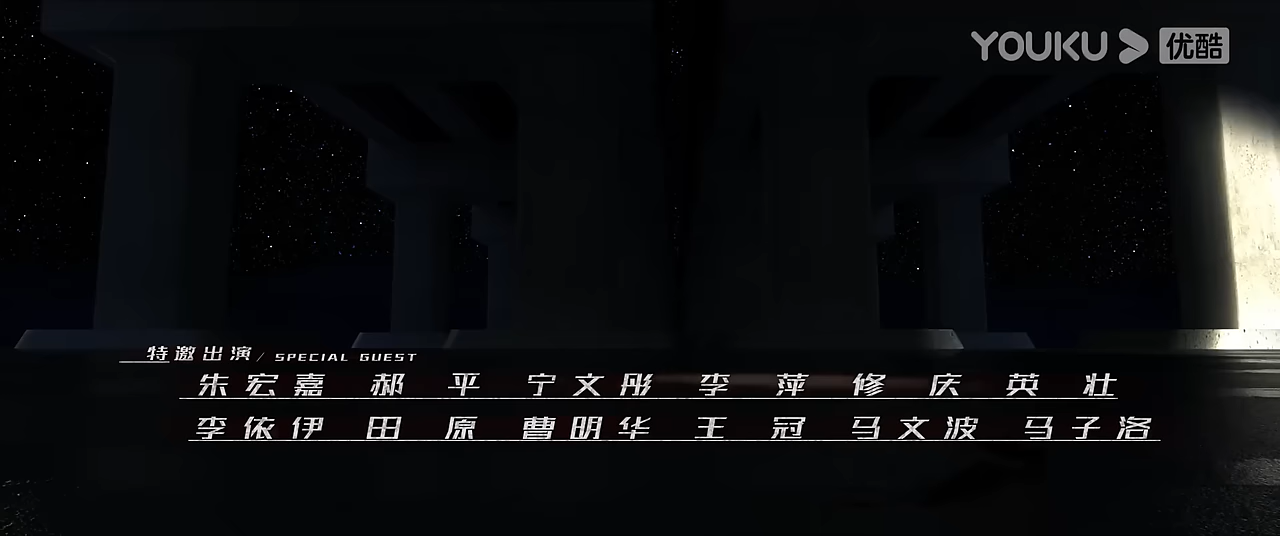 YOUKU 优酷
特邀出演/ SPECIAL GUEST
朱宏嘉 郝 平 宁文彤 李 萍 修 庆 英 壮
李依伊 田 原 曹明华 王 冠 马文波 马子洛